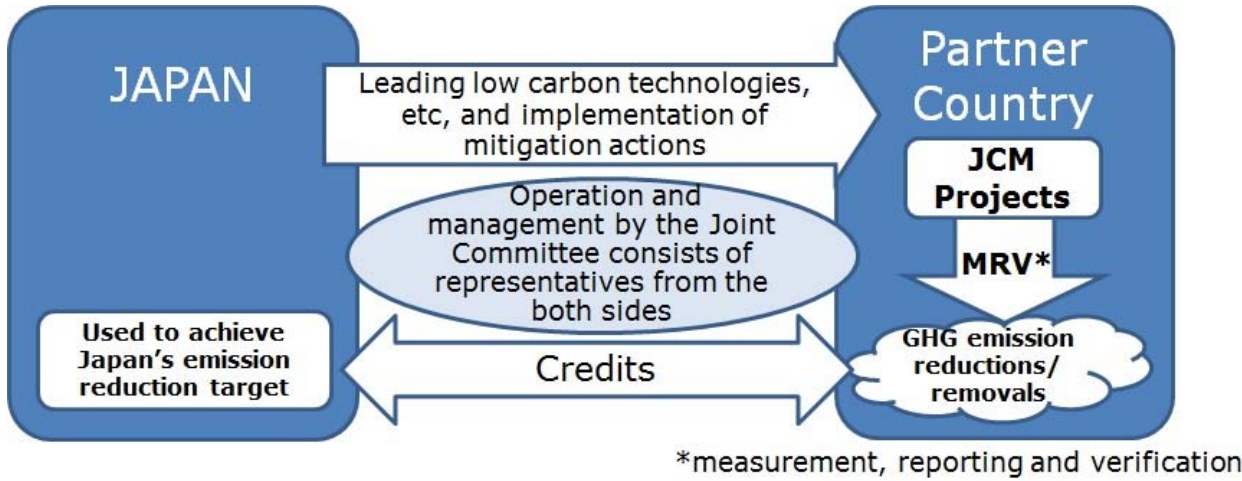 JAPAN
Leading low carbon technologies,
etc, and implementation of
mitigation actions
Partner
Country
JCM
Projects
Operation and
management by the Joint
Committee consists of
representatives from the
both sides
MRV*
Used to achieve
Japan's emission
reduction target
Credits
GHG emission
reductions/
removals
*measurement, reporting and verification